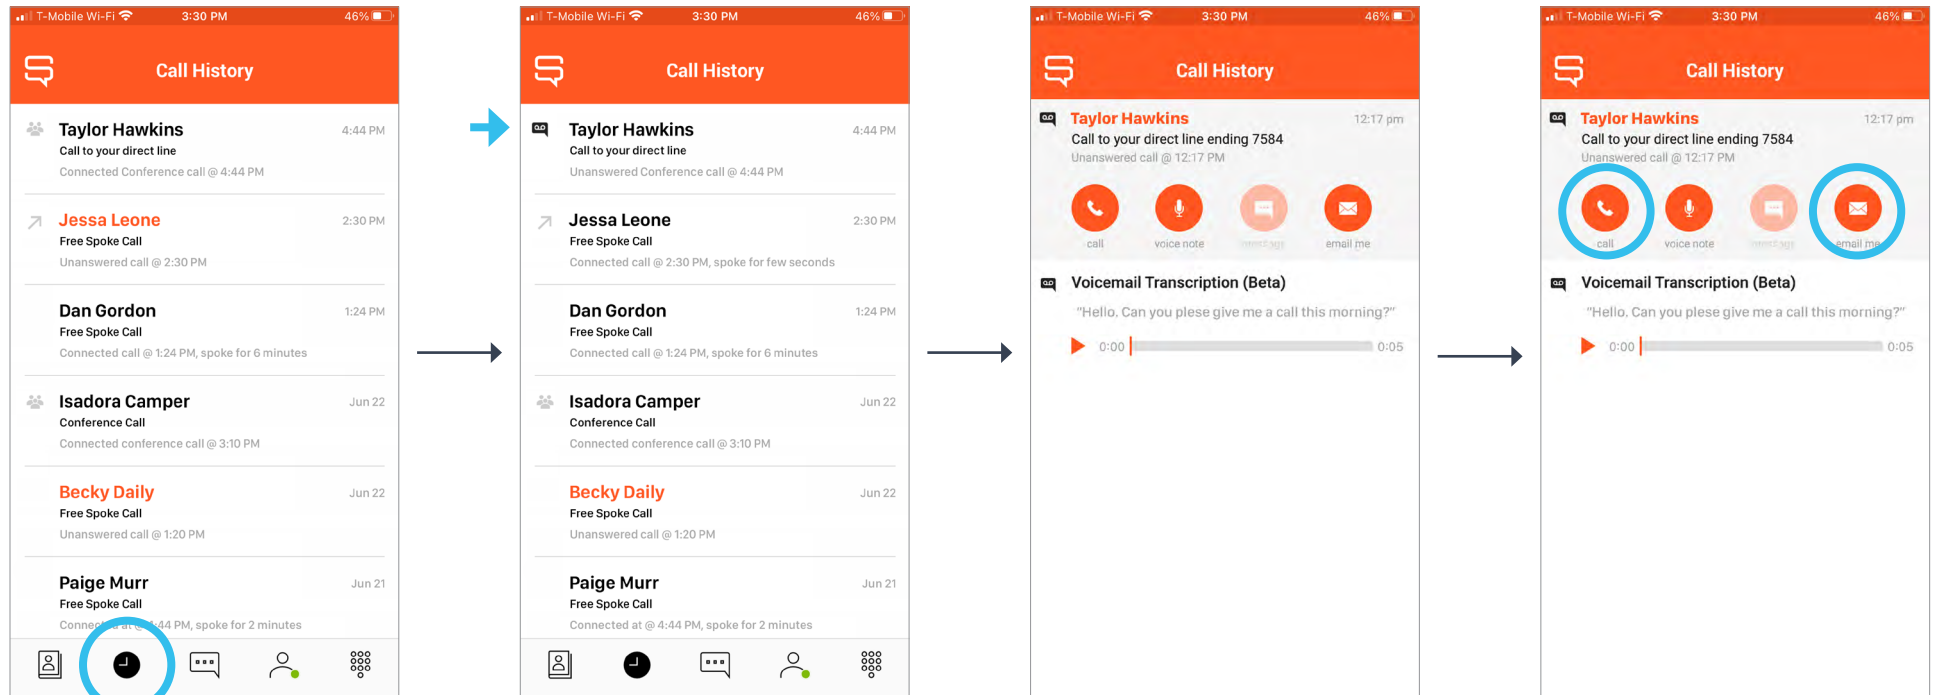 T-Mobile Wi-Fi 3:30 PM 46%
Call History
Taylor Hawkins 4:44 PM
Call to your direct line
Connected Conference call @ 4:44 PM
Jessa Leone 2:30 PM
Free Spoke Call
Unanswered call @ 2:30 PM
Dan Gordon 1:24 PM
Free Spoke Call
Connected call @ 1:24 PM, spoke for 6 minutes
Isadora Camper Jun 22
Conference Call
Connected conference call @ 3:10 PM
Becky Daily Jun 22
Free Spoke Call
Unanswered call @ 1:20 PM
Paige Murr Jun 21
Free Spoke Call
Connected at @ 4:44 PM, spoke for 2 minutes
T-Mobile Wi-Fi 3:30 PM 46%
Call History
Taylor Hawkins 4:44 PM
Call to your direct line
Unanswered Conference call @ 4:44 PM
Jessa Leone 2:30 PM
Free Spoke Call
Connected call @ 2:30 PM, spoke for few seconds
Dan Gordon 1:24 PM
Free Spoke Call
Connected call @ 1:24 PM, spoke for 6 minutes
Isadora Camper Jun 22
Conference Call
Connected conference call @ 3:10 PM
Becky Daily Jun 22
Free Spoke Call
Unanswered call @ 1:20 PM
Paige Murr Jun 21
Free Spoke Call
Connected at @ 4:44 PM, spoke for 2 minutes
T-Mobile Wi-Fi 3:30 PM 46%
Call History
Taylor Hawkins 12:17 pm
Call to your direct line ending 7584
Unanswered call @ 12:17 PM
call voice note message email me
Voicemail Transcription (Beta)
"Hello. Can you plese give me a call this morning?"
0:00 0:05
T-Mobile Wi-Fi 3:30 PM 46%
Call History
Taylor Hawkins 12:17 pm
Call to your direct line ending 7584
Unanswered call @ 12:17 PM
call voice note message email me
Voicemail Transcription (Beta)
"Hello. Can you plese give me a call this morning?"
0:00 0:05